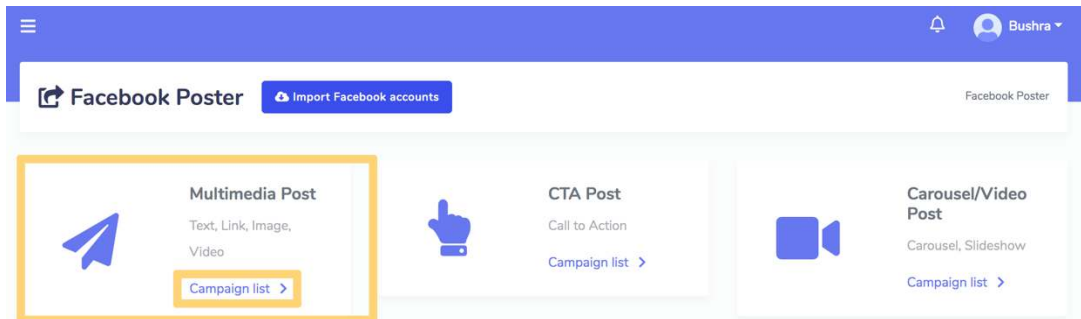 Bushra
Facebook Poster
Import Facebook accounts
Facebook Poster
Multimedia Post
Text, Link, Image,
Video
Campaign list
CTA Post
Call to Action
Campaign list
Carousel/Video
Post
Carousel, Slideshow
Campaign list